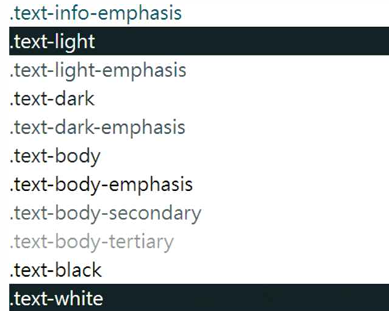 .text-info-emphasis
.text-light
.text-light-emphasis
.text-dark
.text-dark-emphasis
.text-body
.text-body-emphasis
.text-body-secondary
.text-body-tertiary
.text-black
.text-white